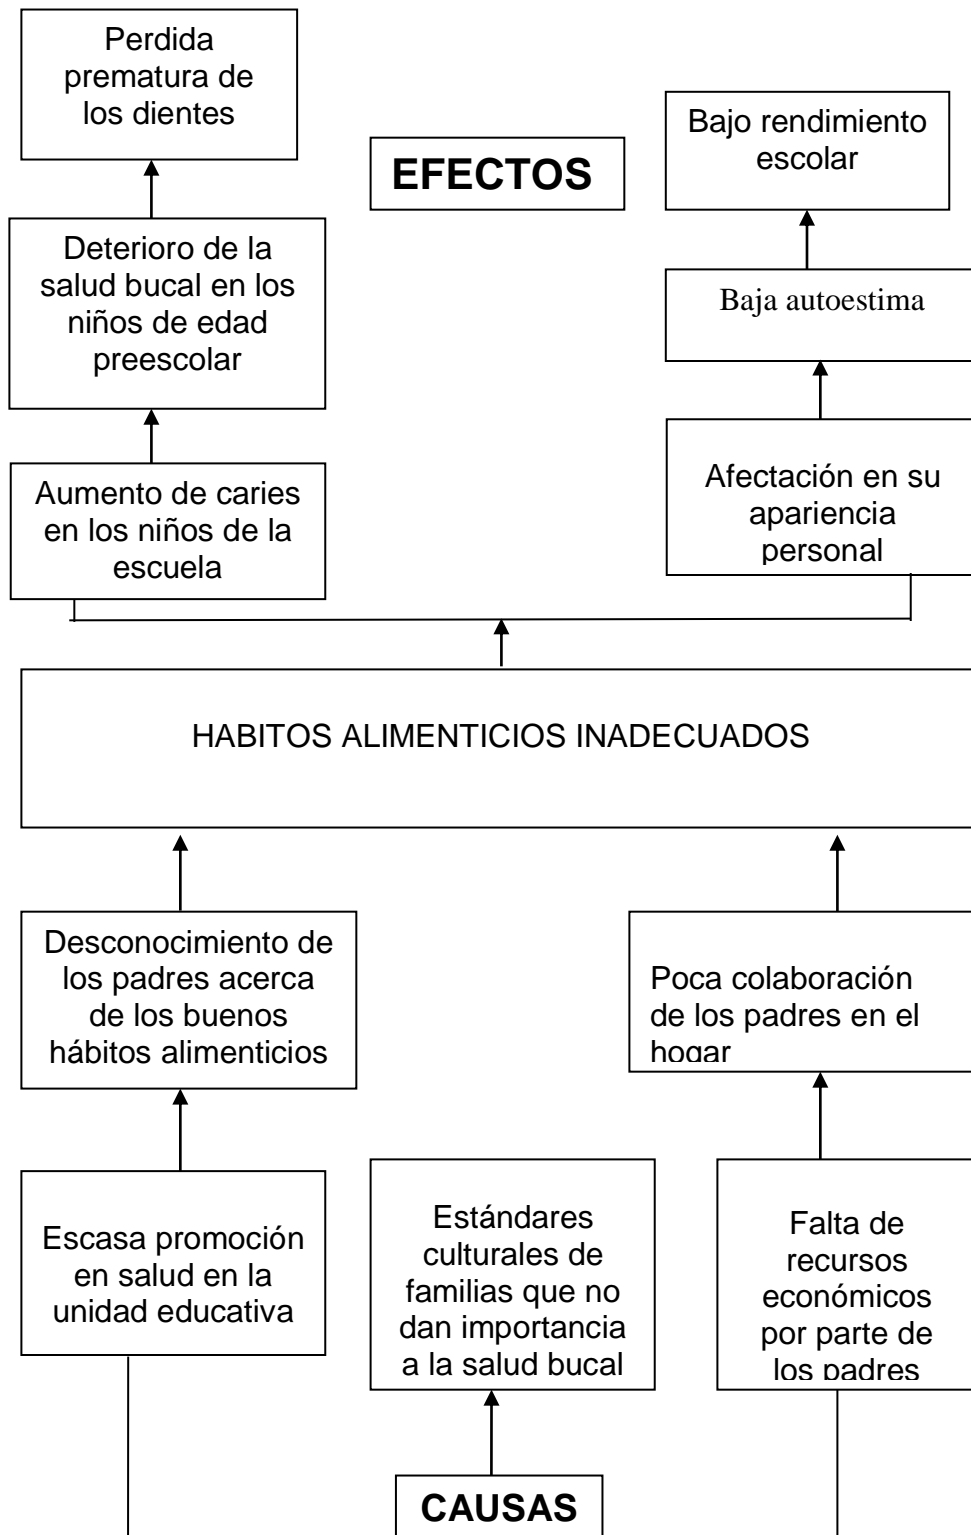 Perdida
prematura de
los dientes
Bajo rendimiento
escolar
EFECTOS
Deterioro de la
salud bucal en los
niños de edad
preescolar
Baja autoestima
Aumento de caries
en los niños de la
escuela
Afectación en su
apariencia
personal
HABITOS ALIMENTICIOS INADECUADOS
Desconocimiento de
los padres acerca
de los buenos
hábitos alimenticios
Poca colaboración
de los padres en el
hogar
Escasa promoción
en salud en la
unidad educativa
Estándares
culturales de
familias que no
dan importancia
a la salud bucal
Falta de
recursos
económicos
por parte de
los padres
CAUSAS